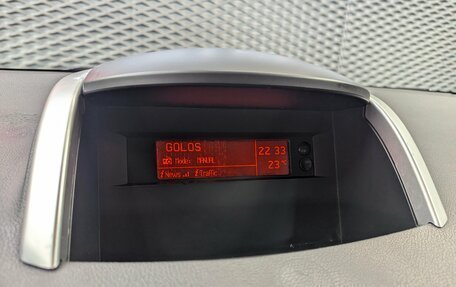 GOLOS 22 33
Mode: MANUAL 23°C
News Traffic